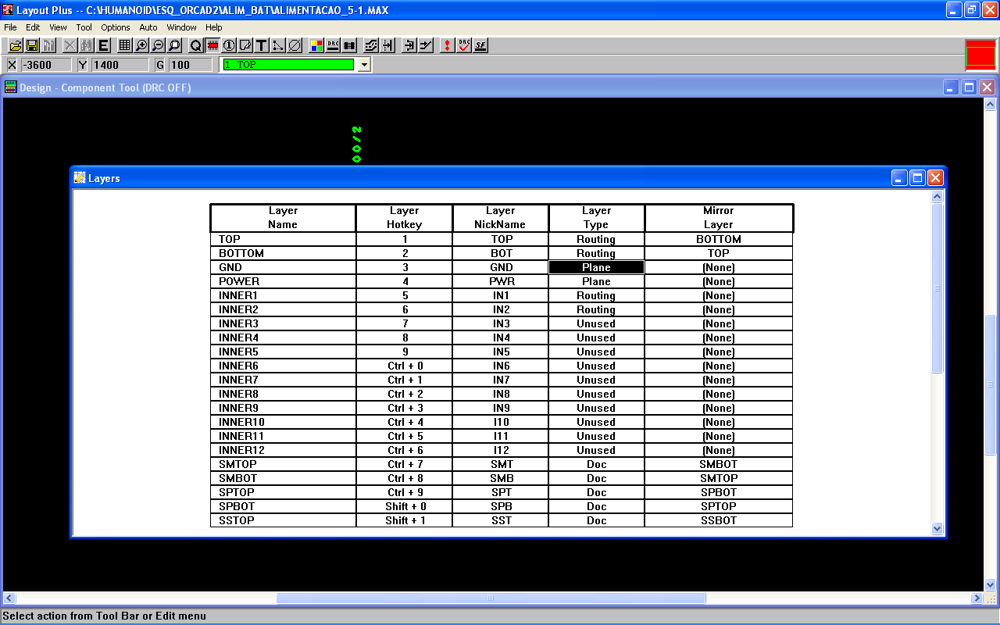 Layout Plus -- C:\HUMANOID\ESQ_ORCAD2\ALIM_BAT\ALIMENTACAO_5-1.MAX
File Edit View Tool Options Auto Window Help
E Q 1 T DRC DRC SF
X -3600 Y 1400 G 100 1 TOP
Design - Component Tool (DRC OFF)
00/2
Layers
Layer Layer Layer Layer Mirror
Name Hotkey NickName Type Layer
TOP 1 TOP Routing BOTTOM
BOTTOM 2 BOT Routing TOP
GND 3 GND Plane (None)
POWER 4 PWR Plane (None)
INNER1 5 IN1 Routing (None)
INNER2 6 IN2 Routing (None)
INNER3 7 IN3 Unused (None)
INNER4 8 IN4 Unused (None)
INNER5 9 IN5 Unused (None)
INNER6 Ctrl + 0 IN6 Unused (None)
INNER7 Ctrl + 1 IN7 Unused (None)
INNER8 Ctrl + 2 IN8 Unused (None)
INNER9 Ctrl + 3 IN9 Unused (None)
INNER10 Ctrl + 4 I10 Unused (None)
INNER11 Ctrl + 5 I11 Unused (None)
INNER12 Ctrl + 6 I12 Unused (None)
SMTOP Ctrl + 7 SMT Doc SMBOT
SMBOT Ctrl + 8 SMB Doc SMTOP
SPTOP Ctrl + 9 SPT Doc SPBOT
SPBOT Shift + 0 SPB Doc SPTOP
SSTOP Shift + 1 SST Doc SSBOT
Select action from Tool Bar or Edit menu